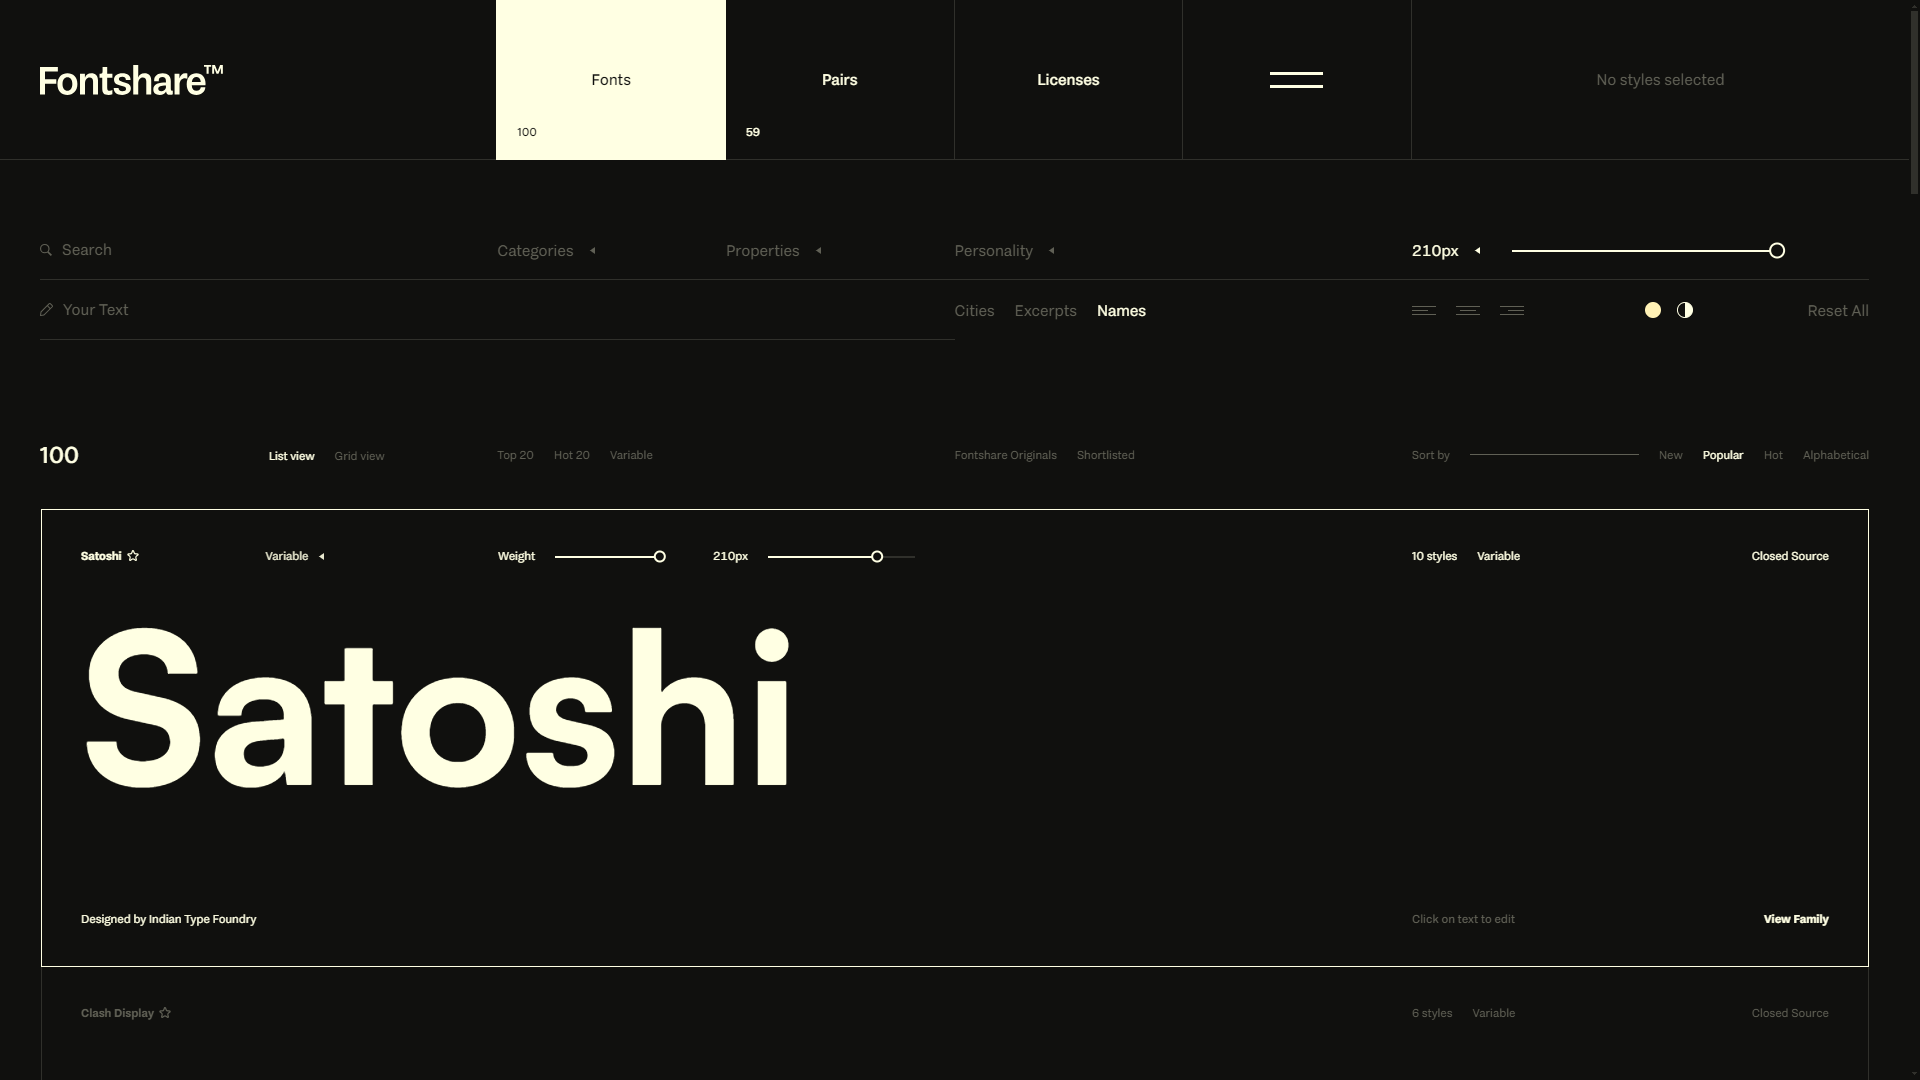 Fontshare™
Fonts
100
Pairs
59
Licenses
No styles selected
Search
Categories
Properties
Personality
210px
Your Text
Cities Excerpts Names
Reset All
100
List view Grid view
Top 20 Hot 20 Variable
Fontshare Originals Shortlisted
Sort by New Popular Hot Alphabetical
Satoshi
Variable
Weight
210px
10 styles Variable
Closed Source
Satoshi
Designed by Indian Type Foundry
Click on text to edit
View Family
Clash Display
6 styles Variable
Closed Source